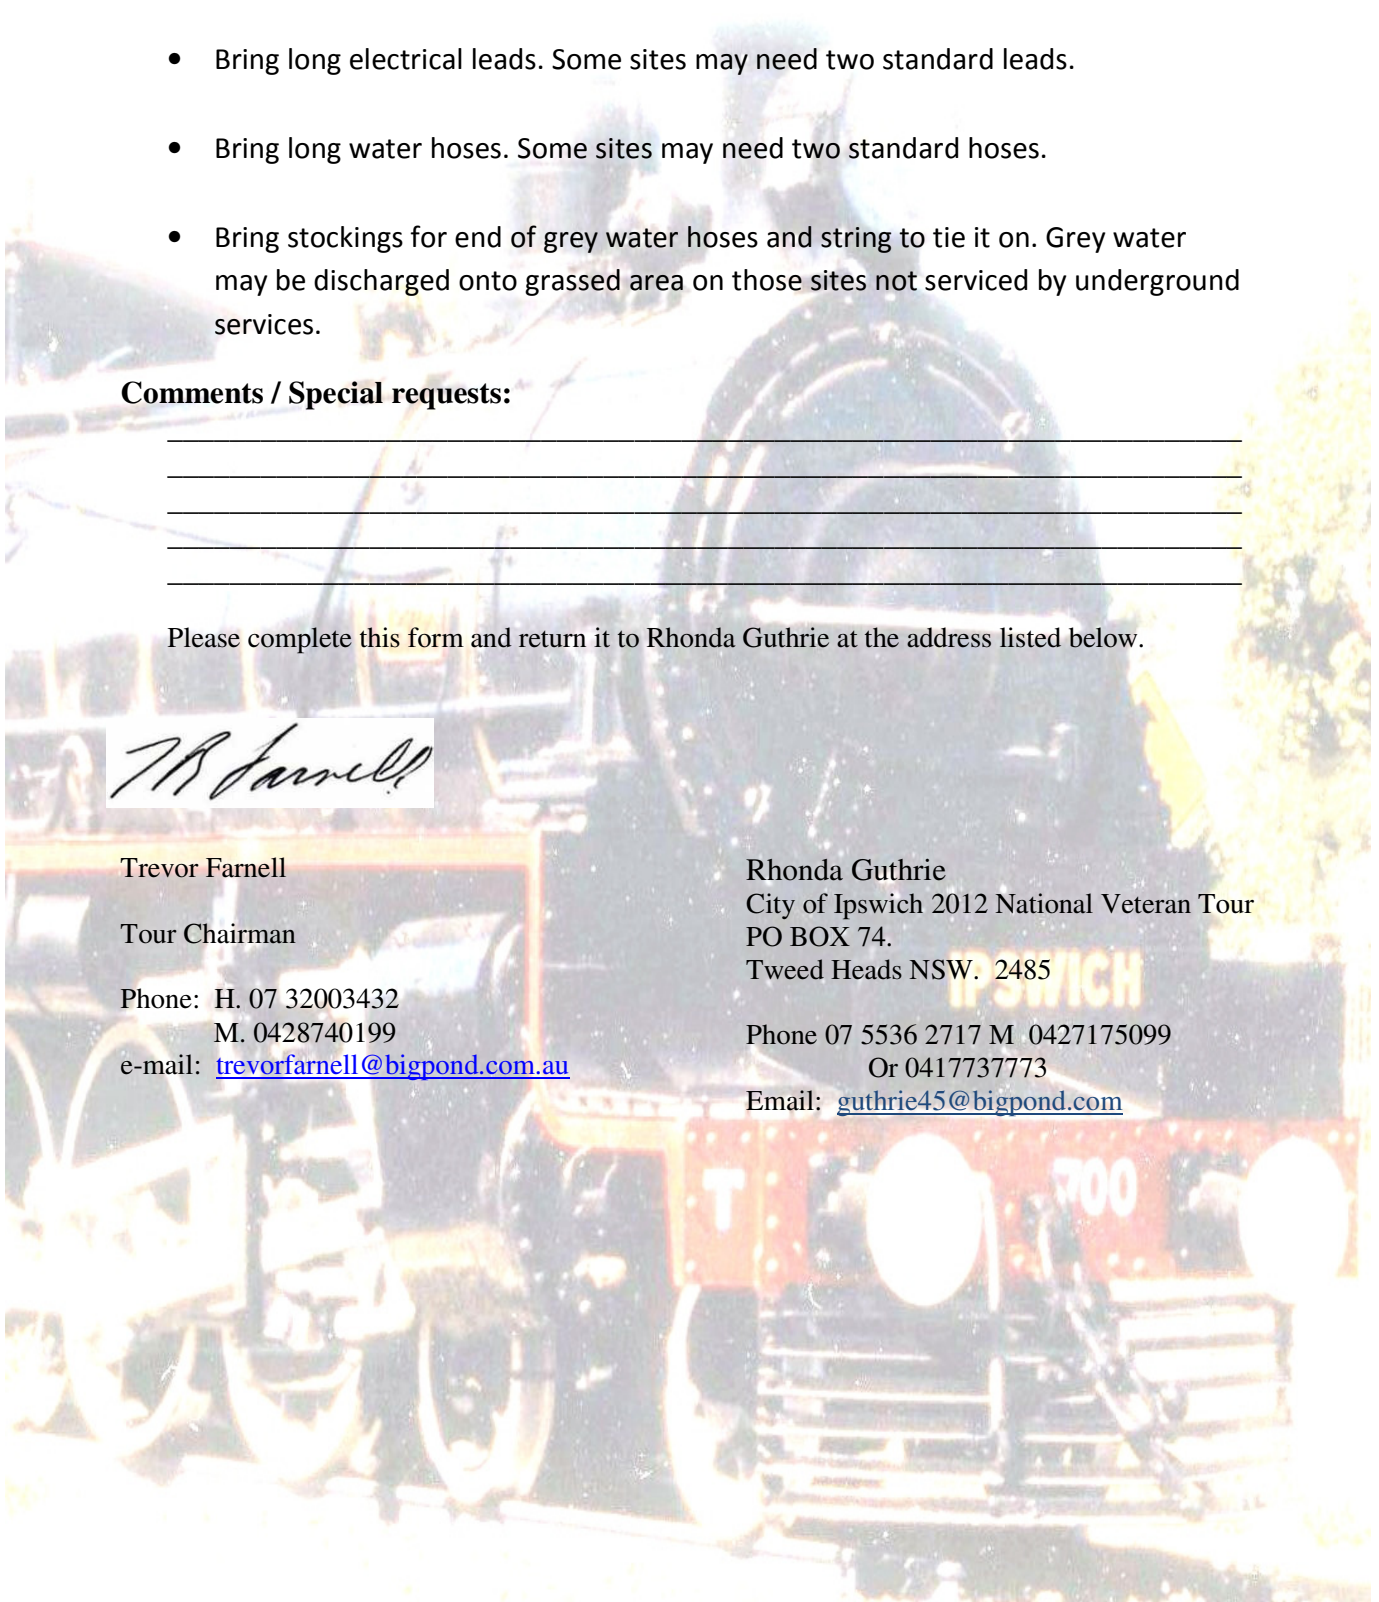 • Bring long electrical leads. Some sites may need two standard leads.
• Bring long water hoses. Some sites may need two standard hoses.
• Bring stockings for end of grey water hoses and string to tie it on. Grey water
may be discharged onto grassed area on those sites not serviced by underground
services.
Comments / Special requests:
Please complete this form and return it to Rhonda Guthrie at the address listed below.
TR Farnell
Trevor Farnell
Tour Chairman
Phone: H. 07 32003432
M. 0428740199
e-mail: trevorfarnell@bigpond.com.au
Rhonda Guthrie
City of Ipswich 2012 National Veteran Tour
PO BOX 74.
Tweed Heads NSW. 2485
Phone 07 5536 2717 M 0427175099
Or 0417737773
Email: guthrie45@bigpond.com
IPSWICH
T
700